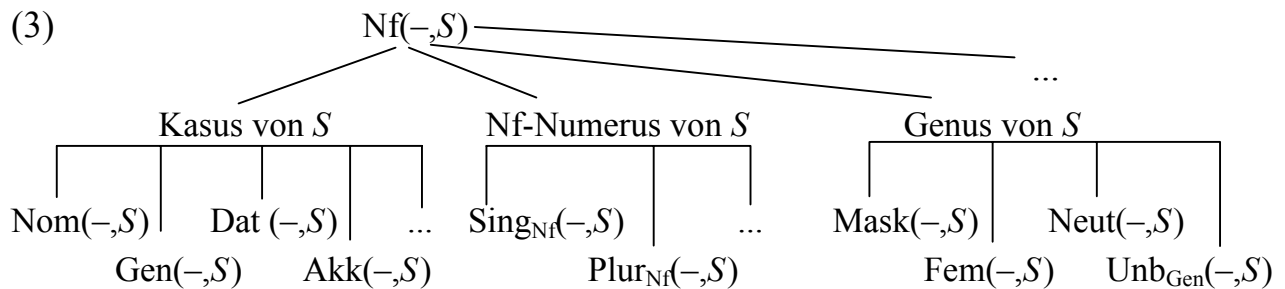 (3) Nf(–,S)
...
Kasus von S Nf-Numerus von S Genus von S
Nom(–,S) Dat (–,S) ... Sing_Nf(–,S) ... Mask(–,S) Neut(–,S)
Gen(–,S) Akk(–,S) Plur_Nf(–,S) Fem(–,S) Unb_Gen(–,S)